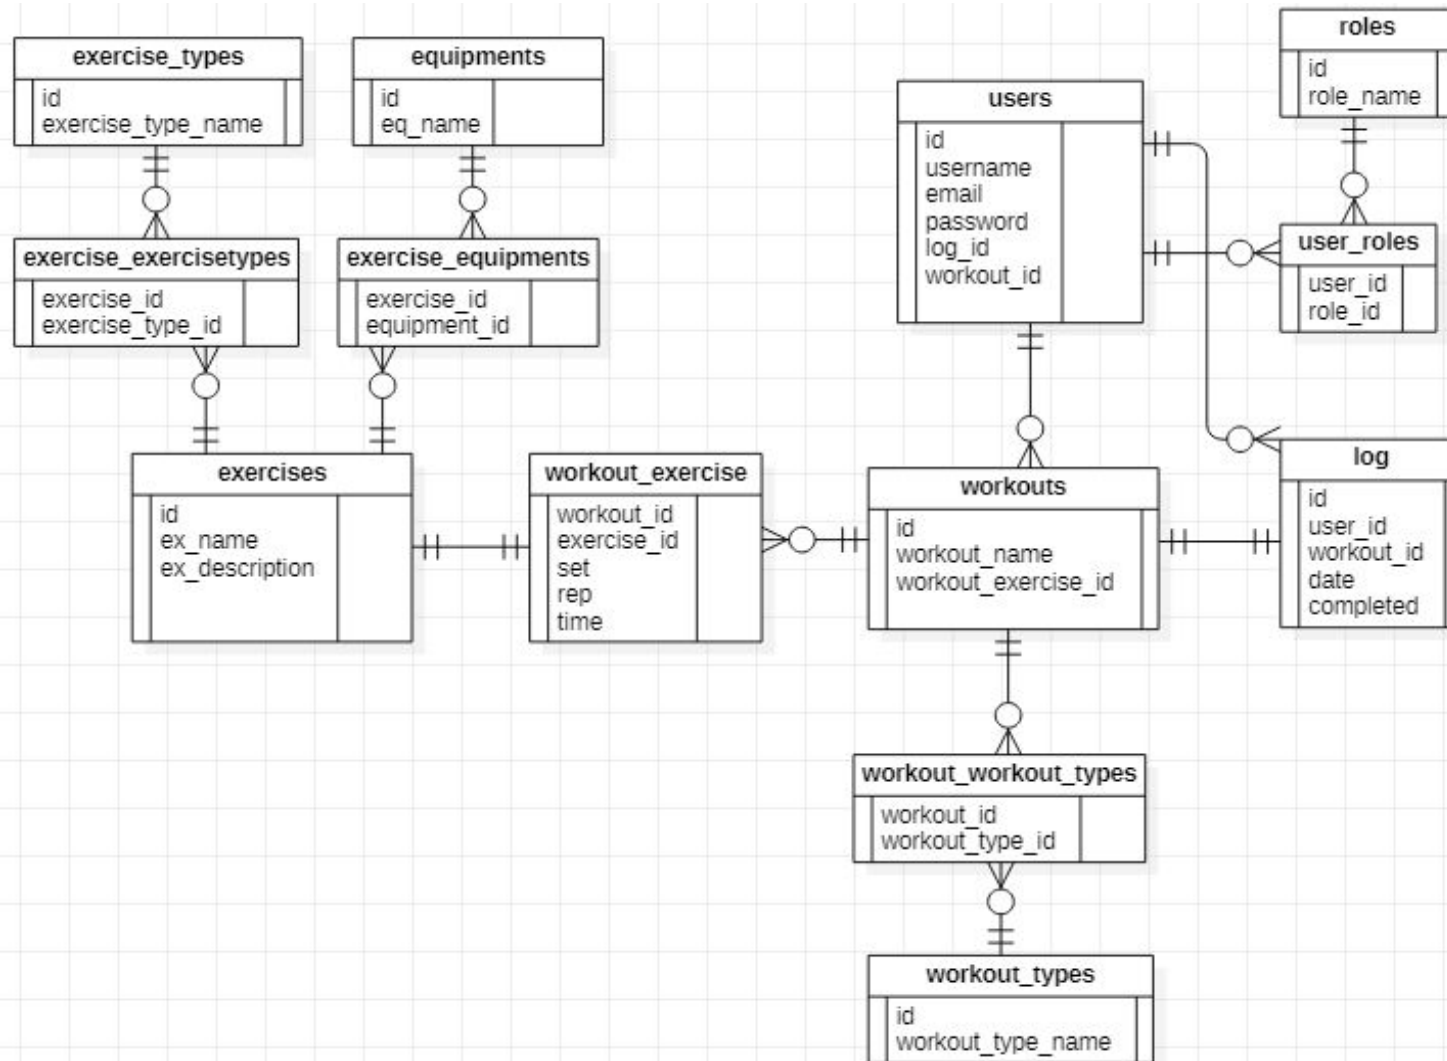 exercise_types
id
exercise_type_name
equipments
id
eq_name
users
id
username
email
password
log_id
workout_id
roles
id
role_name
exercise_exercisetypes
exercise_id
exercise_type_id
exercise_equipments
exercise_id
equipment_id
user_roles
user_id
role_id
exercises
id
ex_name
ex_description
workout_exercise
workout_id
exercise_id
set
rep
time
workouts
id
workout_name
workout_exercise_id
log
id
user_id
workout_id
date
completed
workout_workout_types
workout_id
workout_type_id
workout_types
id
workout_type_name